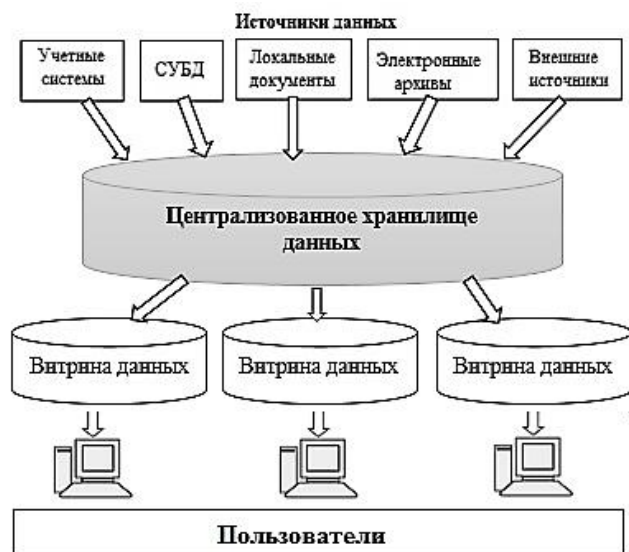 Источники данных
Учетные
системы
СУБД
Локальные
документы
Электронные
архивы
Внешние
источники
Централизованное хранилище
данных
Витрина данных
Витрина данных
Витрина данных
Пользователи